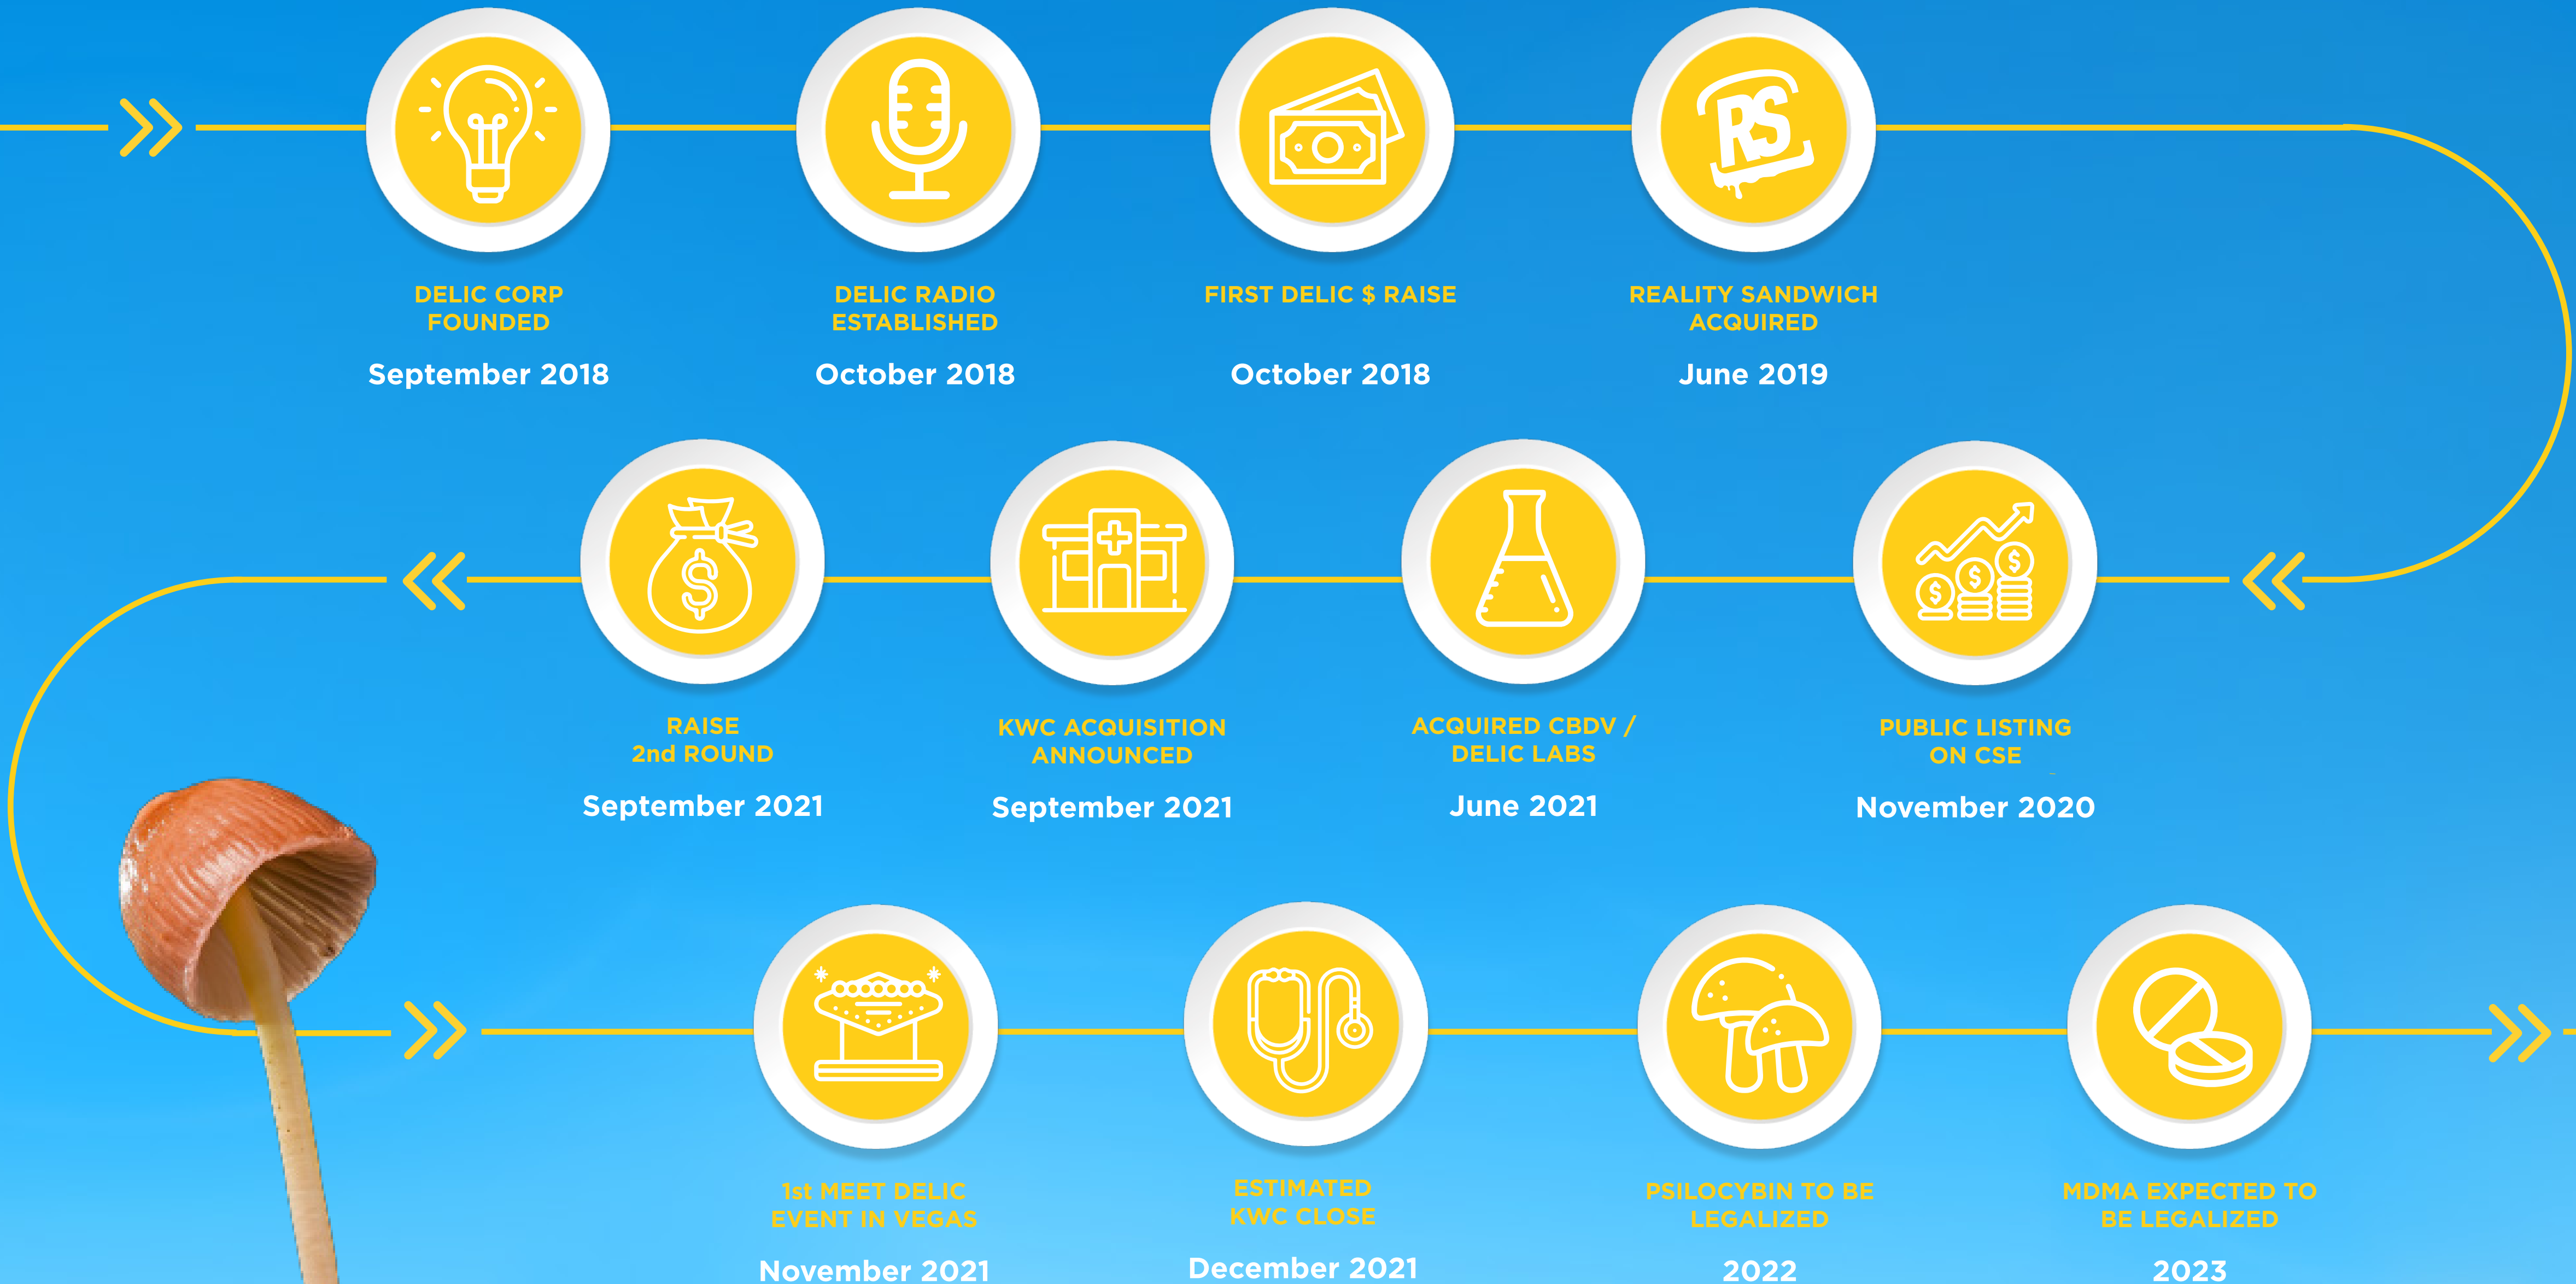 RS
DELIC CORP
FOUNDED
September 2018
DELIC RADIO
ESTABLISHED
October 2018
FIRST DELIC $ RAISE
October 2018
REALITY SANDWICH
ACQUIRED
June 2019
$
$
$
$
RAISE
2nd ROUND
September 2021
KWC ACQUISITION
ANNOUNCED
September 2021
ACQUIRED CBDV /
DELIC LABS
June 2021
PUBLIC LISTING
ON CSE
November 2020
1st MEET DELIC
EVENT IN VEGAS
November 2021
ESTIMATED
KWC CLOSE
December 2021
PSILOCYBIN TO BE
LEGALIZED
2022
MDMA EXPECTED TO
BE LEGALIZED
2023